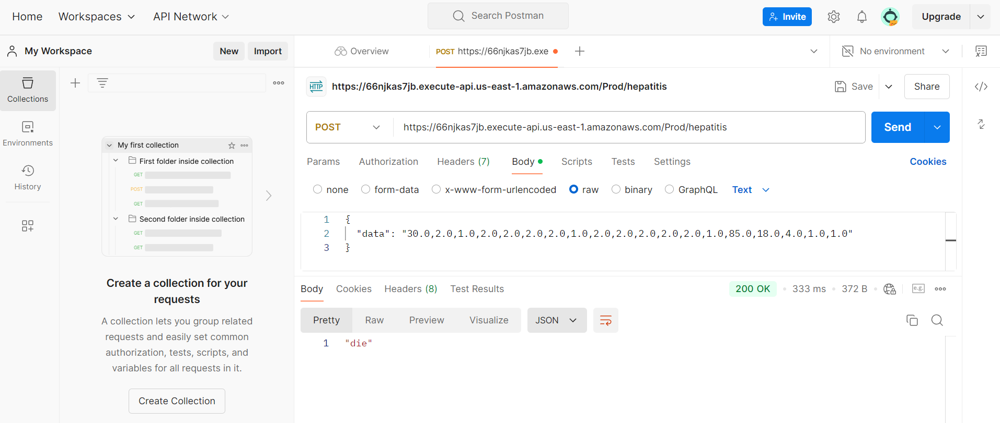 Home Workspaces API Network Search Postman Invite Upgrade
My Workspace New Import Overview POST https://66njkas7jb.exe No environment
Collections
Environments
History
My first collection
First folder inside collection
GET
POST
GET
Second folder inside collection
GET
GET
Create a collection for your
requests
A collection lets you group related
requests and easily set common
authorization, tests, scripts, and
variables for all requests in it.
Create Collection
HTTP https://66njkas7jb.execute-api.us-east-1.amazonaws.com/Prod/hepatitis Save Share
POST https://66njkas7jb.execute-api.us-east-1.amazonaws.com/Prod/hepatitis Send
Params Authorization Headers (7) Body Scripts Tests Settings Cookies
none form-data x-www-form-urlencoded raw binary GraphQL Text
1 {
2 "data": "30.0,2.0,1.0,2.0,2.0,2.0,2.0,1.0,2.0,2.0,2.0,2.0,2.0,1.0,85.0,18.0,4.0,1.0,1.0"
3 }
Body Cookies Headers (8) Test Results 200 OK 333 ms 372 B e.g.
Pretty Raw Preview Visualize JSON
1 "die"